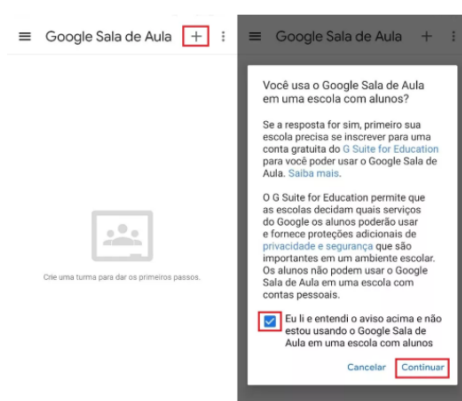 Google Sala de Aula
Crie uma turma para dar os primeiros passos.
Google Sala de Aula
Você usa o Google Sala de Aula
em uma escola com alunos?
Se a resposta for sim, primeiro sua
escola precisa se inscrever para uma
conta gratuita do G Suite for Education
para você poder usar o Google Sala de
Aula. Saiba mais.
O G Suite for Education permite que
as escolas decidam quais serviços
do Google os alunos poderão usar
e fornece proteções adicionais de
privacidade e segurança que são
importantes em um ambiente escolar.
Os alunos não podem usar o Google
Sala de Aula em uma escola com
contas pessoais.
Eu li e entendi o aviso acima e não
estou usando o Google Sala de
Aula em uma escola com alunos
Cancelar Continuar